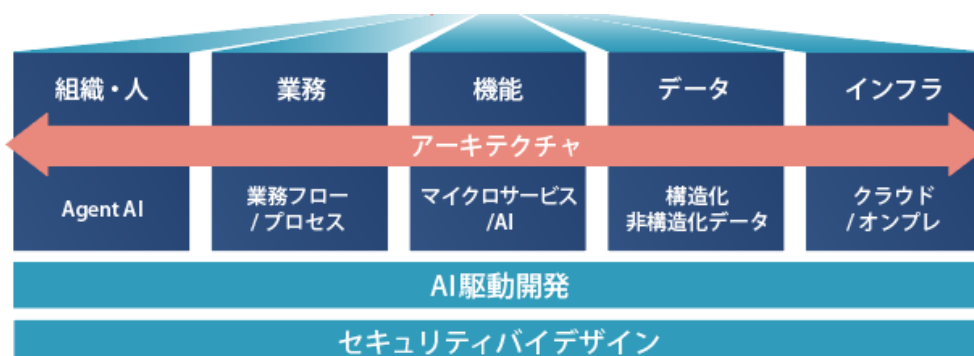 組織・人
業務
機能
データ
インフラ
アーキテクチャ
Agent AI
業務フロー
/プロセス
マイクロサービス
/AI
構造化
非構造化データ
クラウド
/オンプレ
AI駆動開発
セキュリティバイデザイン